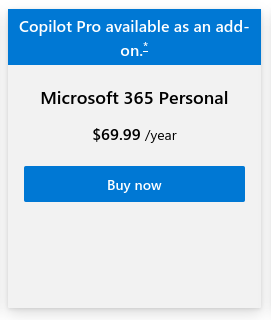 Copilot Pro available as an add-
on.*
Microsoft 365 Personal
$69.99 /year
Buy now